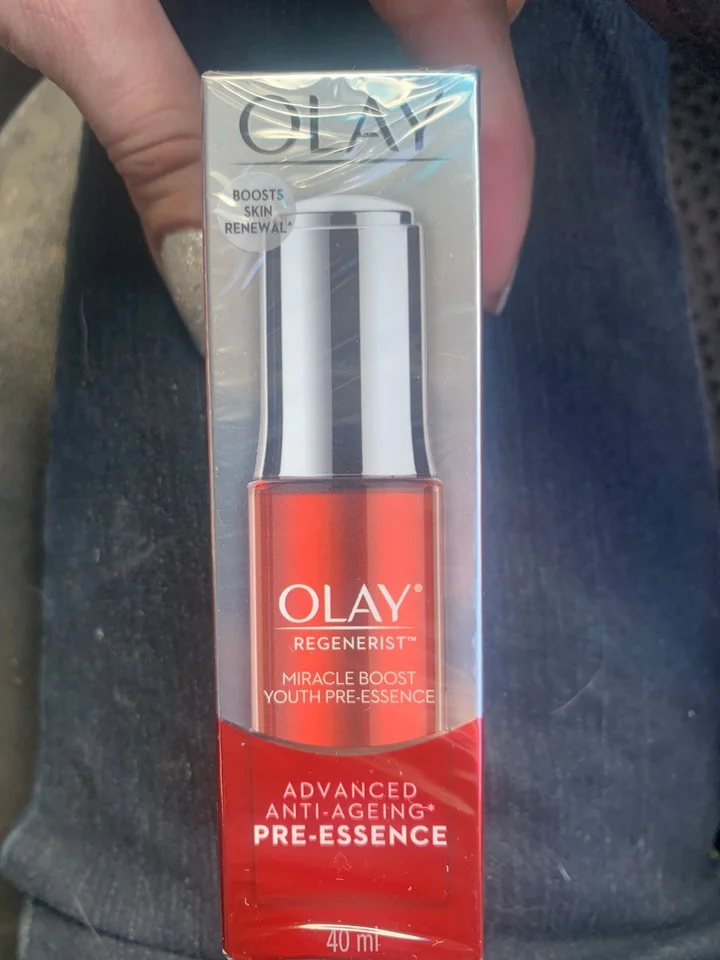 OLAY
BOOSTS
SKIN
RENEWAL^
OLAY®
REGENERIST™
MIRACLE BOOST
YOUTH PRE-ESSENCE
ADVANCED
ANTI-AGEING*
PRE-ESSENCE
40 ml